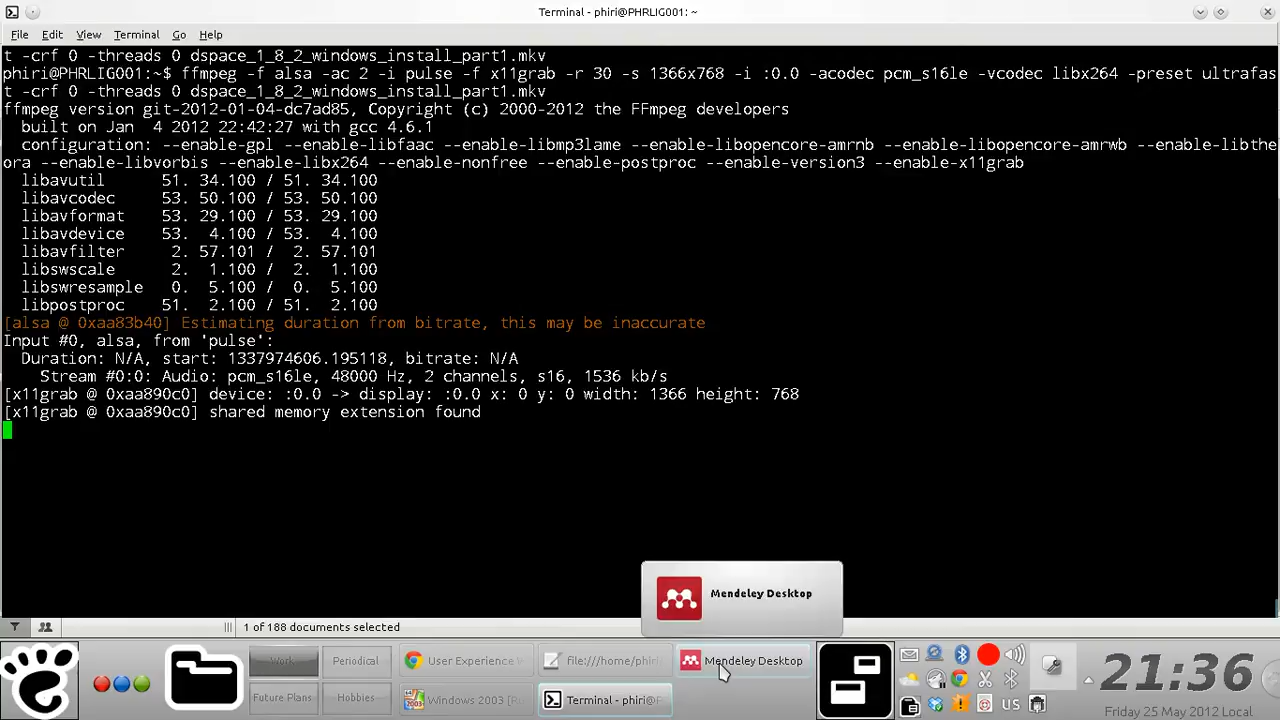 Terminal - phiri@PHRLIG001: ~
File Edit View Terminal Go Help
t -crf 0 -threads 0 dspace_1_8_2_windows_install_part1.mkv
phiri@PHRLIG001:~$ ffmpeg -f alsa -ac 2 -i pulse -f x11grab -r 30 -s 1366x768 -i :0.0 -acodec pcm_s16le -vcodec libx264 -preset ultrafas
t -crf 0 -threads 0 dspace_1_8_2_windows_install_part1.mkv
ffmpeg version git-2012-01-04-dc7ad85, Copyright (c) 2000-2012 the FFmpeg developers
built on Jan 4 2012 22:42:27 with gcc 4.6.1
configuration: --enable-gpl --enable-libfaac --enable-libmp3lame --enable-libopencore-amrnb --enable-libopencore-amrwb --enable-libthe
ora --enable-libvorbis --enable-libx264 --enable-nonfree --enable-postproc --enable-version3 --enable-x11grab
libavutil 51. 34.100 / 51. 34.100
libavcodec 53. 50.100 / 53. 50.100
libavformat 53. 29.100 / 53. 29.100
libavdevice 53. 4.100 / 53. 4.100
libavfilter 2. 57.101 / 2. 57.101
libswscale 2. 1.100 / 2. 1.100
libswresample 0. 5.100 / 0. 5.100
libpostproc 51. 2.100 / 51. 2.100
[alsa @ 0xaa83b40] Estimating duration from bitrate, this may be inaccurate
Input #0, alsa, from 'pulse':
Duration: N/A, start: 1337974606.195118, bitrate: N/A
Stream #0:0: Audio: pcm_s16le, 48000 Hz, 2 channels, s16, 1536 kb/s
[x11grab @ 0xaa890c0] device: :0.0 -> display: :0.0 x: 0 y: 0 width: 1366 height: 768
[x11grab @ 0xaa890c0] shared memory extension found
Mendeley Desktop
1 of 188 documents selected
Work Periodical User Experience file:///home/phiri Mendeley Desktop
Future Plans Hobbies Windows 2003 [R Terminal - phiri@P
US
21:36
Friday 25 May 2012 Local